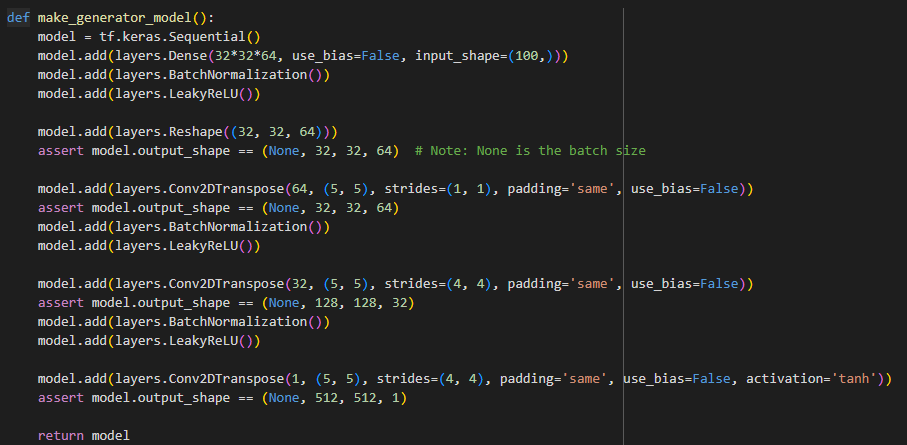 def make_generator_model():
    model = tf.keras.Sequential()
    model.add(layers.Dense(32*32*64, use_bias=False, input_shape=(100,)))
    model.add(layers.BatchNormalization())
    model.add(layers.LeakyReLU())

    model.add(layers.Reshape((32, 32, 64)))
    assert model.output_shape == (None, 32, 32, 64)  # Note: None is the batch size

    model.add(layers.Conv2DTranspose(64, (5, 5), strides=(1, 1), padding='same', use_bias=False))
    assert model.output_shape == (None, 32, 32, 64)
    model.add(layers.BatchNormalization())
    model.add(layers.LeakyReLU())

    model.add(layers.Conv2DTranspose(32, (5, 5), strides=(4, 4), padding='same', use_bias=False))
    assert model.output_shape == (None, 128, 128, 32)
    model.add(layers.BatchNormalization())
    model.add(layers.LeakyReLU())

    model.add(layers.Conv2DTranspose(1, (5, 5), strides=(4, 4), padding='same', use_bias=False, activation='tanh'))
    assert model.output_shape == (None, 512, 512, 1)

    return model